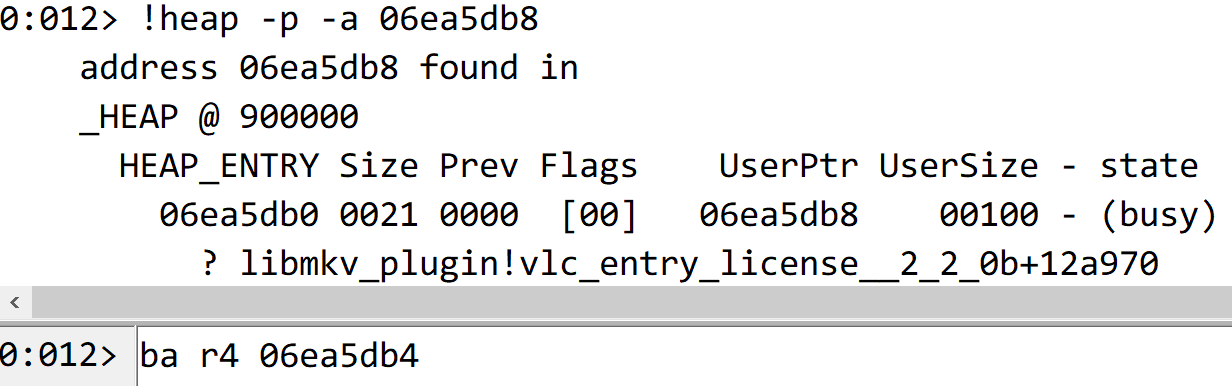 0:012> !heap -p -a 06ea5db8
address 06ea5db8 found in
_HEAP @ 900000
HEAP_ENTRY Size Prev Flags UserPtr UserSize - state
06ea5db0 0021 0000 [00] 06ea5db8 00100 - (busy)
? libmkv_plugin!vlc_entry_license__2_2_0b+12a970
0:012> ba r4 06ea5db4